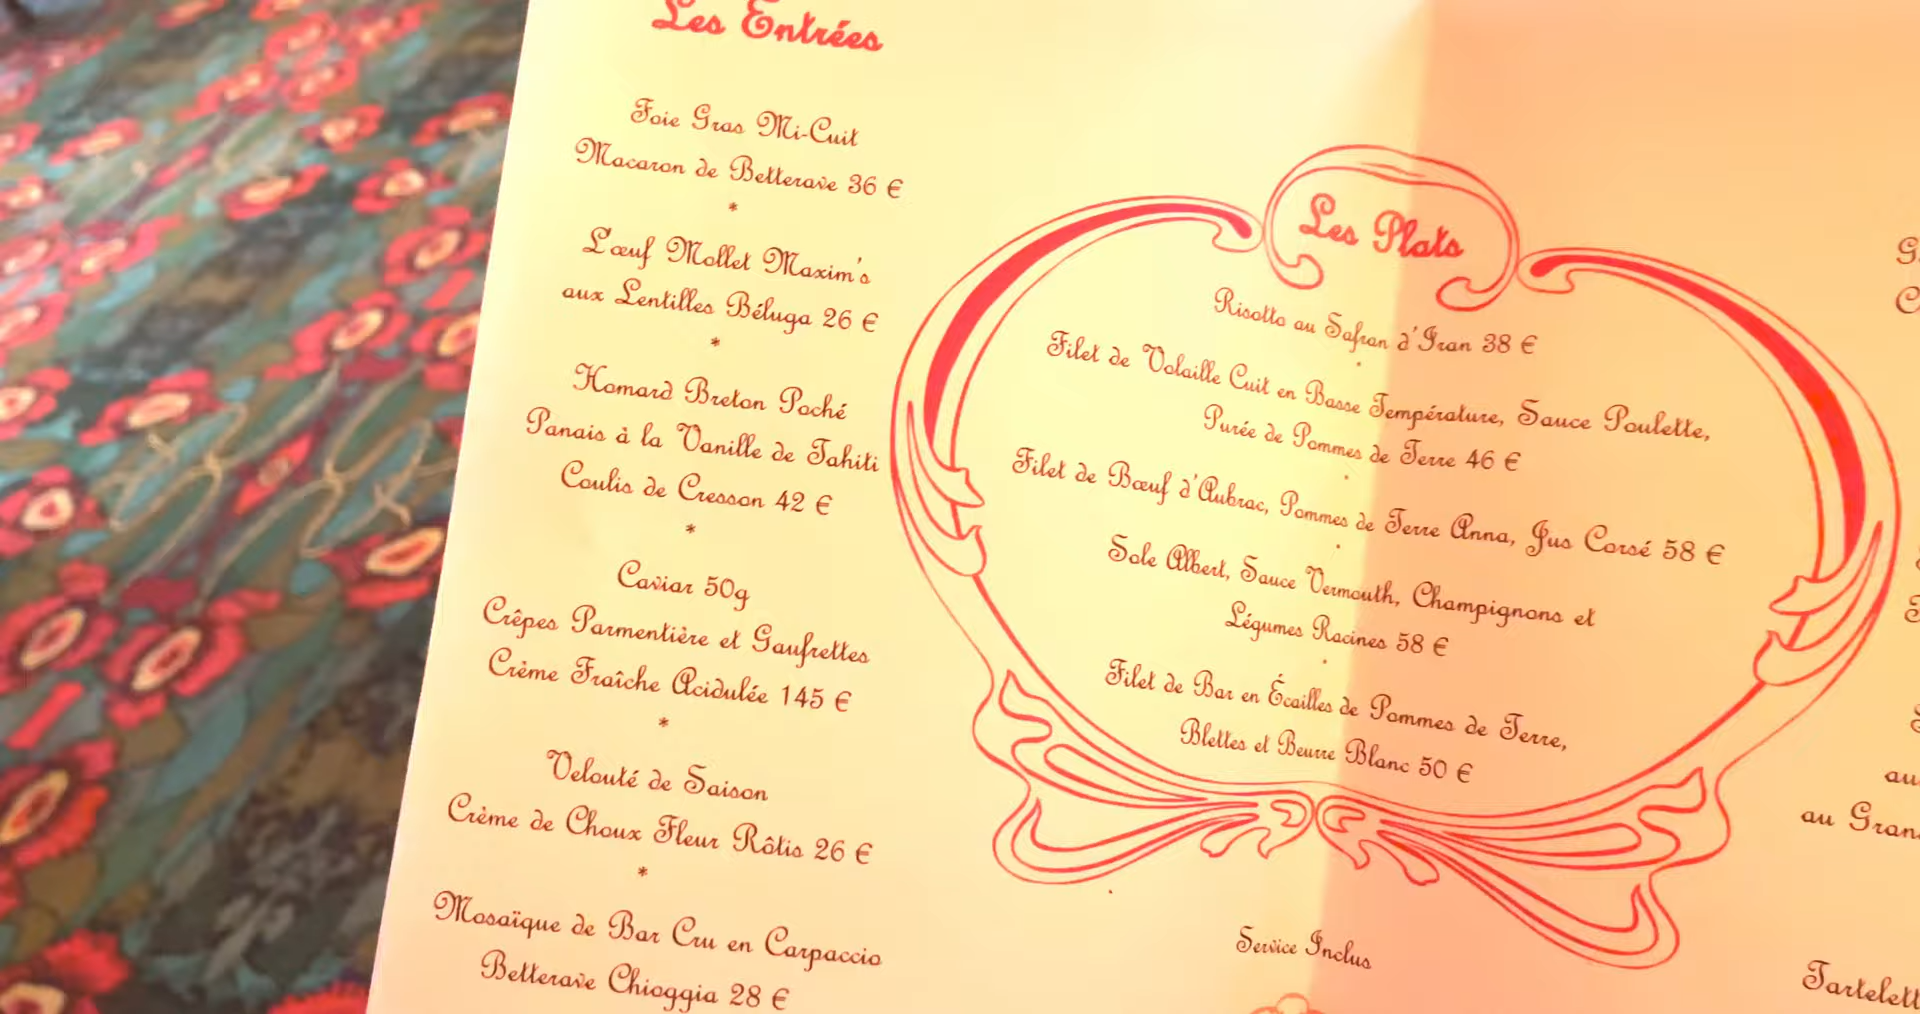 Les Entrées
Foie Gras Mi-Cuit
Macaron de Betterave 36 €
*
L'œuf Mollet Maxim's
aux Lentilles Béluga 26 €
*
Homard Breton Poché
Panais à la Vanille de Tahiti
Coulis de Cresson 42 €
*
Caviar 50g
Crêpes Parmentière et Gaufrettes
Crème Fraîche Acidulée 145 €
*
Velouté de Saison
Crème de Choux Fleur Rôtis 26 €
*
Mosaïque de Bar Cru en Carpaccio
Betterave Chioggia 28 €
Les Plats
Risotto au Safran d'Iran 38 €
Filet de Volaille Cuit en Basse Température, Sauce Poulette,
Purée de Pommes de Terre 46 €
Filet de Bœuf d'Aubrac, Pommes de Terre Anna, Jus Corsé 58 €
Sole Albert, Sauce Vermouth, Champignons et
Légumes Racines 58 €
Filet de Bar en Écailles de Pommes de Terre,
Blettes et Beurre Blanc 50 €
Service Inclus
au